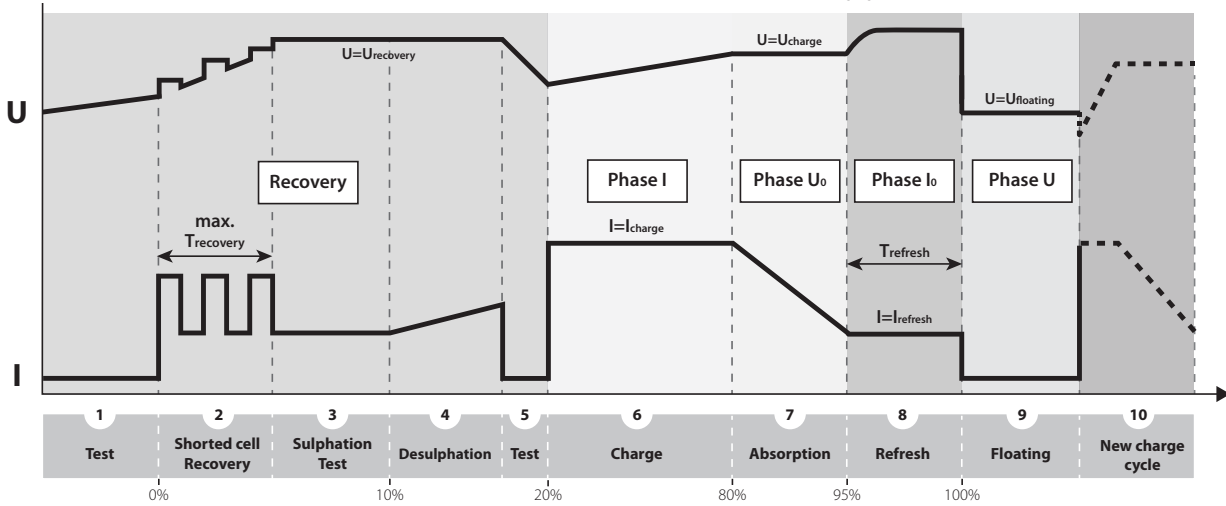 U=Urecovery
U=Ucharge
U
U=Ufloating
Recovery
Phase I
Phase U0
Phase I0
Phase U
max.
Trecovery
I=Icharge
Trefresh
I=Irefresh
I
1
2
3
4
5
6
7
8
9
10
Test
Shorted cell
Recovery
Sulphation
Test
Desulphation
Test
Charge
Absorption
Refresh
Floating
New charge
cycle
0%
10%
20%
80%
95%
100%